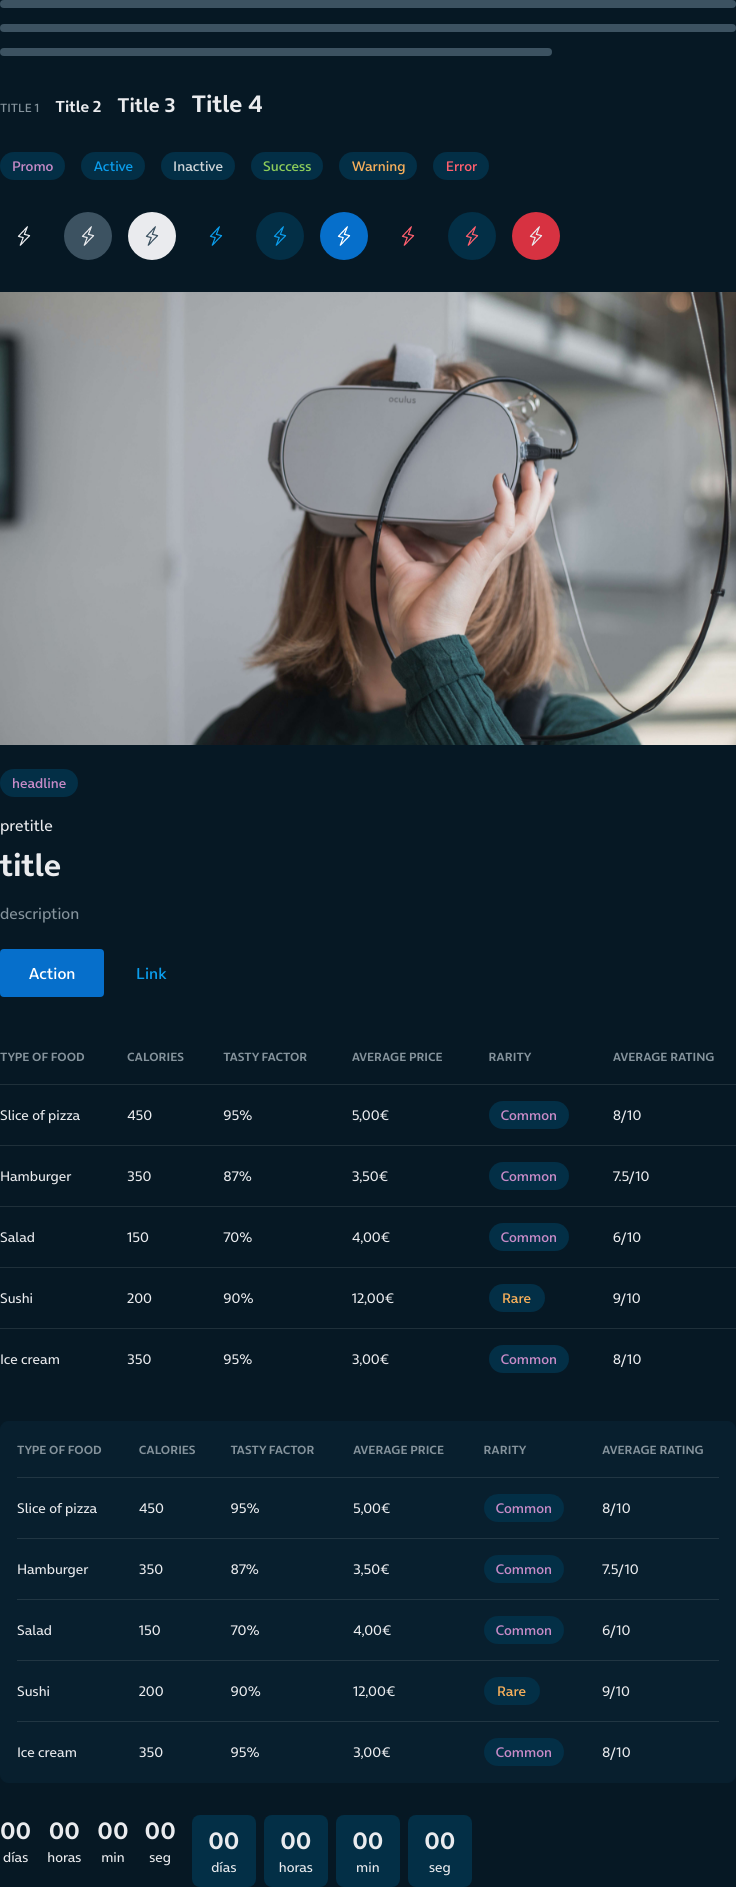 TITLE 1 Title 2 Title 3 Title 4
Promo Active Inactive Success Warning Error
oculus
headline
pretitle
title
description
Action Link
TYPE OF FOOD CALORIES TASTY FACTOR AVERAGE PRICE RARITY AVERAGE RATING
Slice of pizza 450 95% 5,00€ Common 8/10
Hamburger 350 87% 3,50€ Common 7.5/10
Salad 150 70% 4,00€ Common 6/10
Sushi 200 90% 12,00€ Rare 9/10
Ice cream 350 95% 3,00€ Common 8/10
TYPE OF FOOD CALORIES TASTY FACTOR AVERAGE PRICE RARITY AVERAGE RATING
Slice of pizza 450 95% 5,00€ Common 8/10
Hamburger 350 87% 3,50€ Common 7.5/10
Salad 150 70% 4,00€ Common 6/10
Sushi 200 90% 12,00€ Rare 9/10
Ice cream 350 95% 3,00€ Common 8/10
00 00 00 00 00 00 00 00
días horas min seg días horas min seg